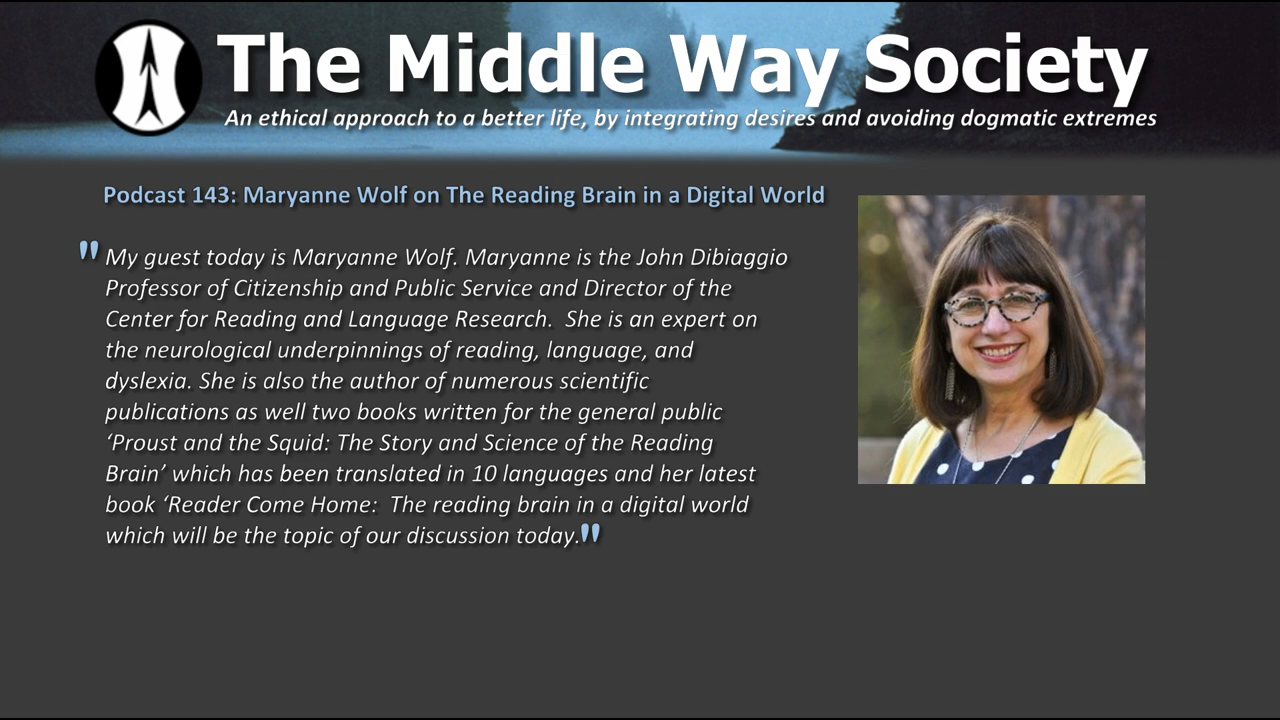 The Middle Way Society
An ethical approach to a better life, by integrating desires and avoiding dogmatic extremes
Podcast 143: Maryanne Wolf on The Reading Brain in a Digital World
"My guest today is Maryanne Wolf. Maryanne is the John Dibiaggio
Professor of Citizenship and Public Service and Director of the
Center for Reading and Language Research.  She is an expert on
the neurological underpinnings of reading, language, and
dyslexia. She is also the author of numerous scientific
publications as well two books written for the general public
‘Proust and the Squid: The Story and Science of the Reading
Brain’ which has been translated in 10 languages and her latest
book ‘Reader Come Home:  The reading brain in a digital world
which will be the topic of our discussion today."